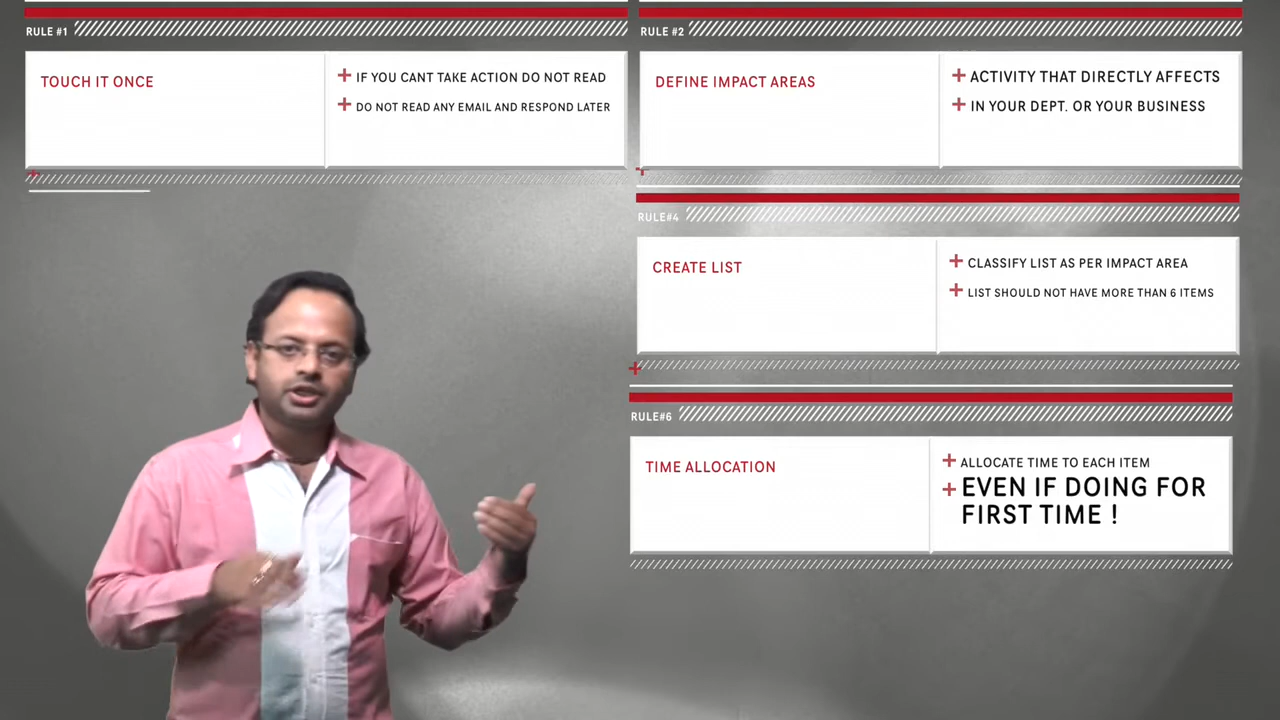 RULE #1
TOUCH IT ONCE
+ IF YOU CANT TAKE ACTION DO NOT READ
+ DO NOT READ ANY EMAIL AND RESPOND LATER
RULE #2
DEFINE IMPACT AREAS
+ ACTIVITY THAT DIRECTLY AFFECTS
+ IN YOUR DEPT. OR YOUR BUSINESS
RULE#4
CREATE LIST
+ CLASSIFY LIST AS PER IMPACT AREA
+ LIST SHOULD NOT HAVE MORE THAN 6 ITEMS
RULE#6
TIME ALLOCATION
+ ALLOCATE TIME TO EACH ITEM
+ EVEN IF DOING FOR
FIRST TIME !